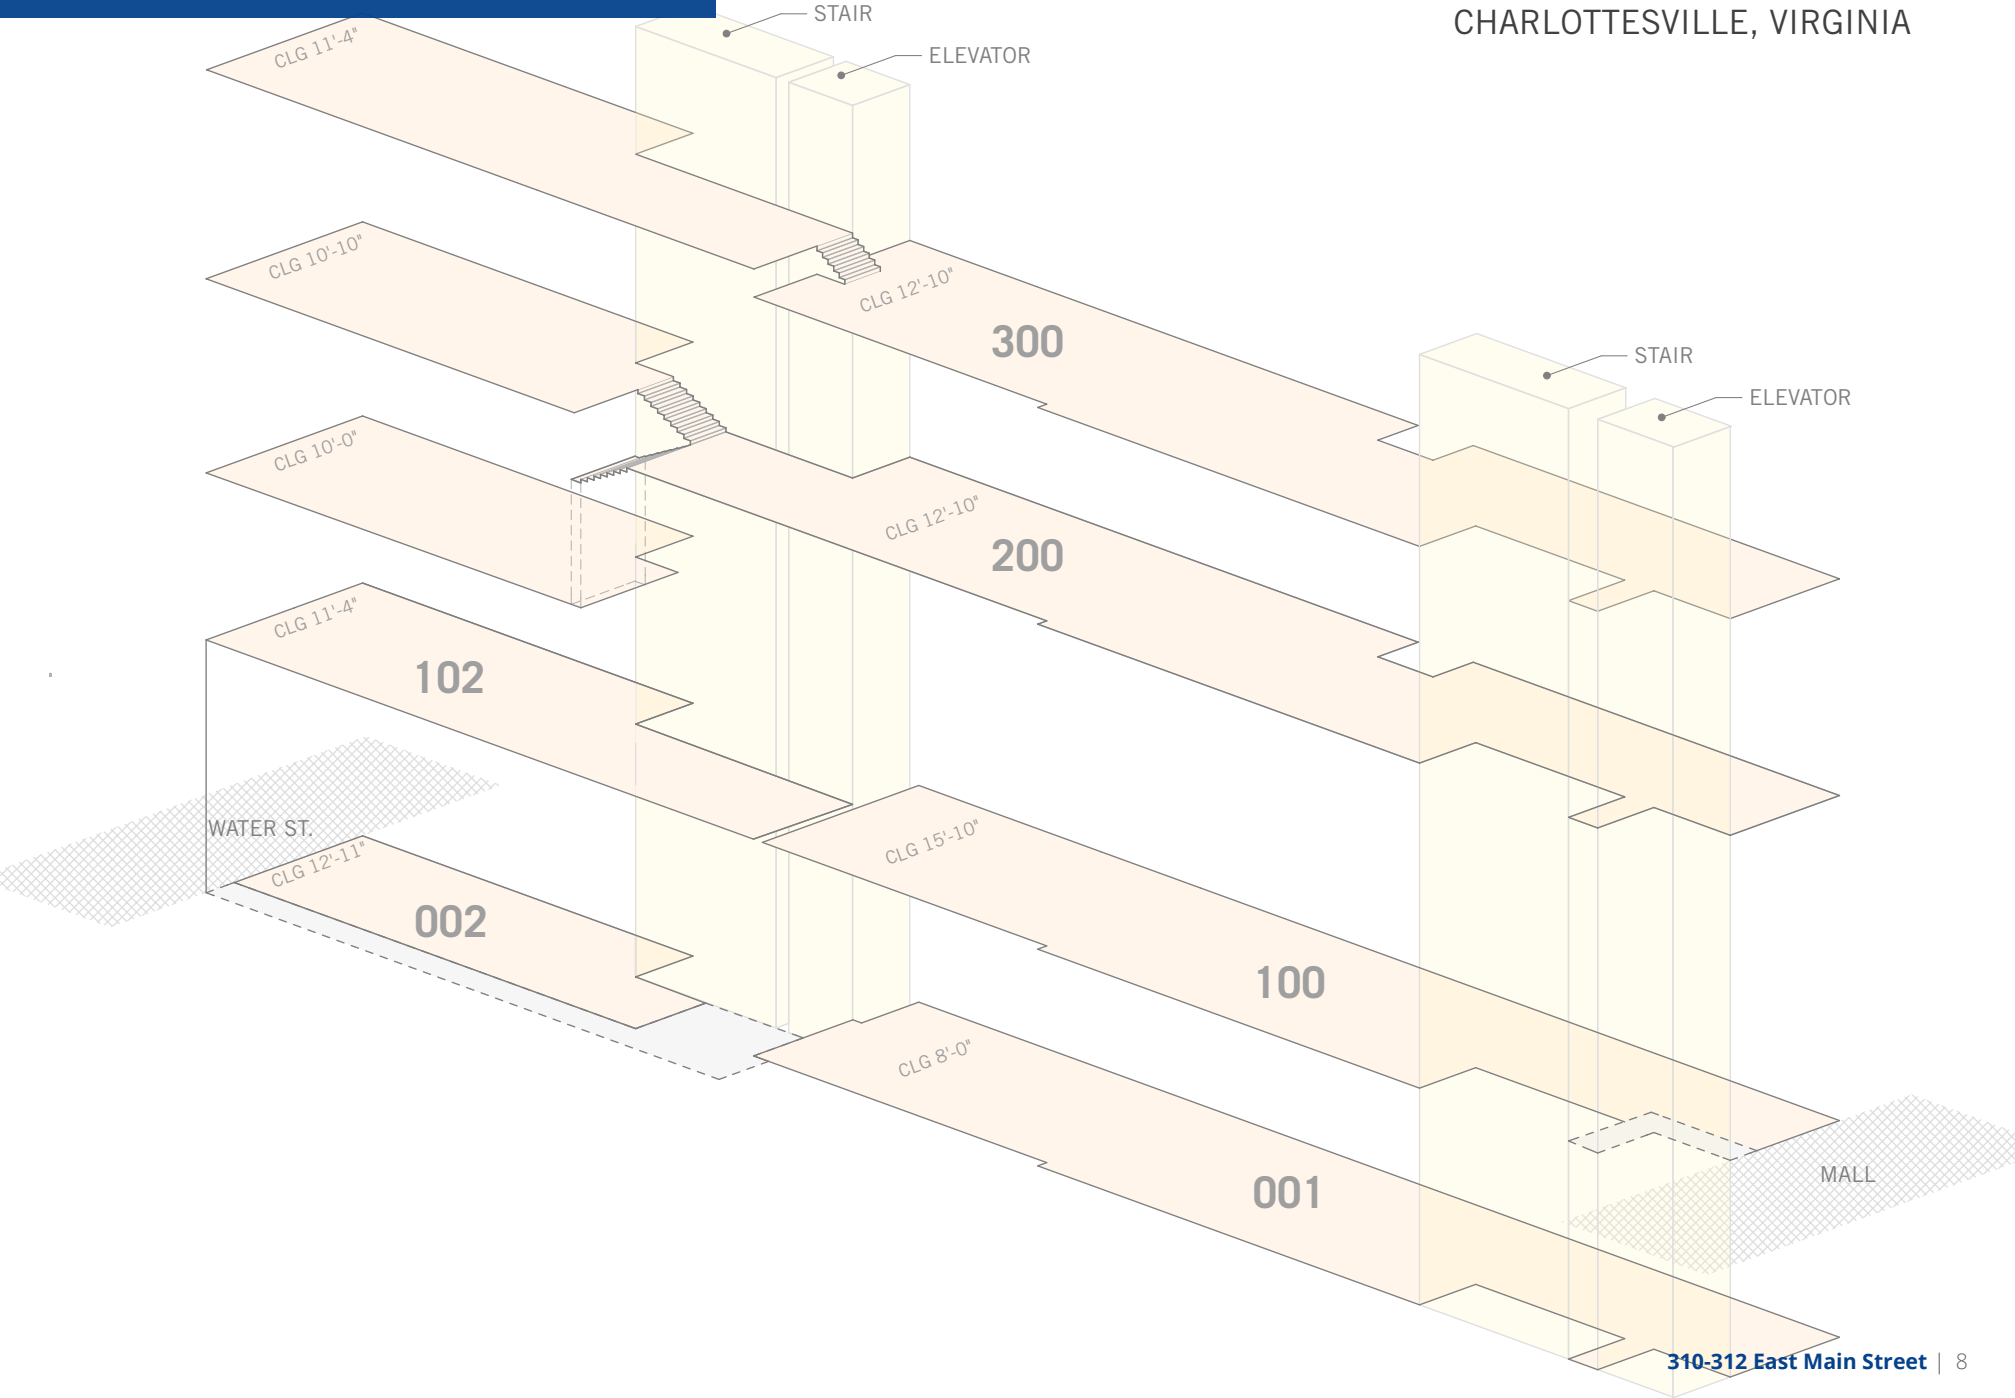 STAIR
CHARLOTTESVILLE, VIRGINIA
CLG 11'-4"
ELEVATOR
CLG 10'-10"
CLG 12'-10"
300
STAIR
ELEVATOR
CLG 10'-0"
CLG 12'-10"
200
CLG 11'-4"
102
WATER ST.
CLG 15'-10"
CLG 12'-11"
002
100
CLG 8'-0"
MALL
001
310-312 East Main Street | 8